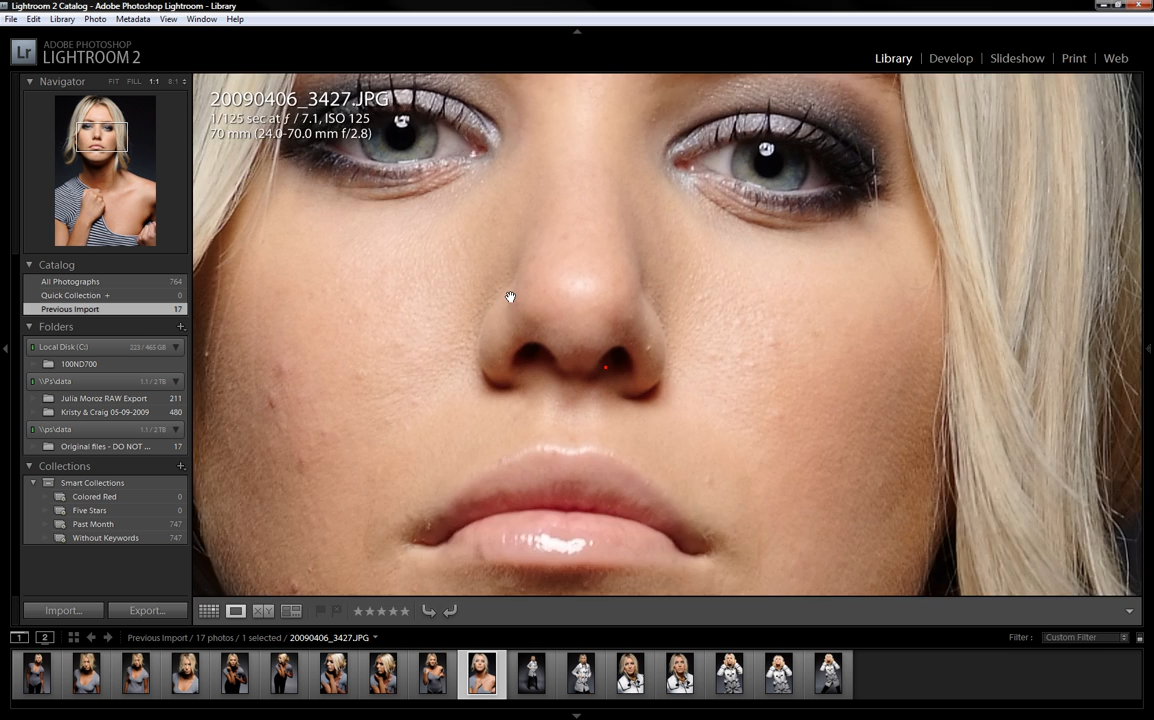 Lightroom 2 Catalog - Adobe Photoshop Lightroom - Library
File Edit Library Photo Metadata View Window Help
Lr
ADOBE PHOTOSHOP
LIGHTROOM 2
Library | Develop | Slideshow | Print | Web
Navigator FIT FILL 1:1 8:1
20090406_3427.JPG
1/125 sec at f / 7.1, ISO 125
70 mm (24.0-70.0 mm f/2.8)
Catalog
All Photographs 764
Quick Collection + 0
Previous Import 17
Folders +
Local Disk (C:) 223 / 465 GB
100ND700
\\Ps\data 1.1 / 2 TB
Julia Moroz RAW Export 211
Kristy & Craig 05-09-2009 480
\\ps\data 1.1 / 2 TB
Original files - DO NOT ... 17
Collections +
Smart Collections
Colored Red 0
Five Stars 0
Past Month 747
Without Keywords 747
Import... Export...
XY
1 2 Previous Import / 17 photos / 1 selected / 20090406_3427.JPG Filter : Custom Filter